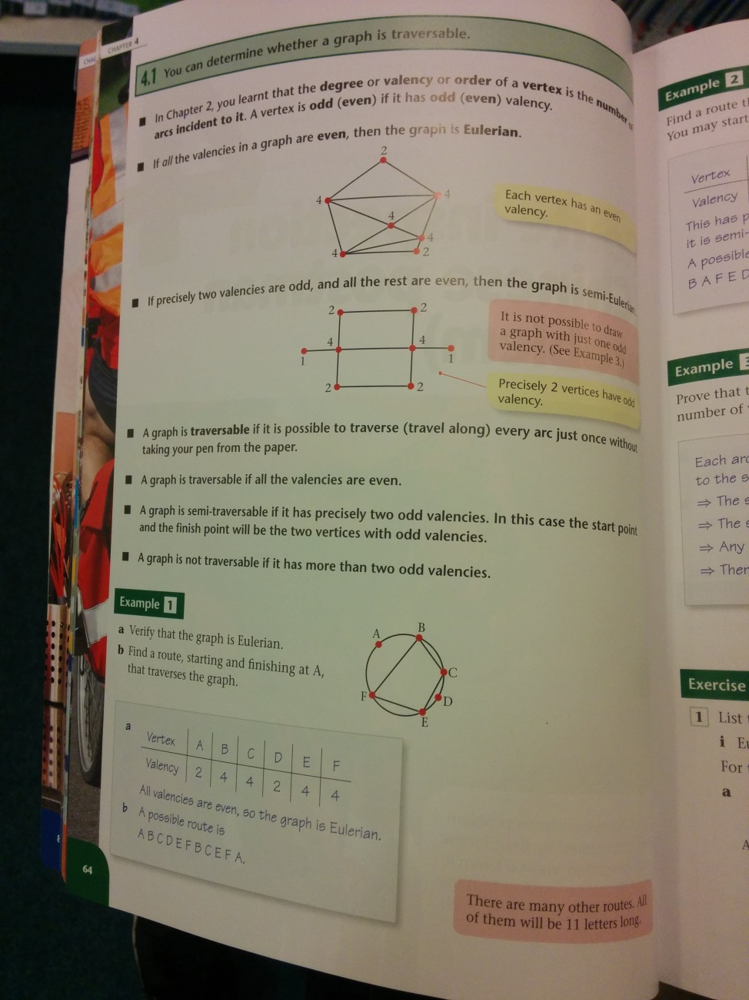 CHAPTER 4
4.1 You can determine whether a graph is traversable.
■ In Chapter 2, you learnt that the degree or valency or order of a vertex is the number
arcs incident to it. A vertex is odd (even) if it has odd (even) valency.
■ If all the valencies in a graph are even, then the graph is Eulerian.
2
4
4
4
4
4
2
Each vertex has an even
valency.
■ If precisely two valencies are odd, and all the rest are even, then the graph is semi-Eulerian
2
2
4
4
1
1
2
2
It is not possible to draw
a graph with just one odd
valency. (See Example 3.)
Precisely 2 vertices have odd
valency.
■ A graph is traversable if it is possible to traverse (travel along) every arc just once without
taking your pen from the paper.
■ A graph is traversable if all the valencies are even.
■ A graph is semi-traversable if it has precisely two odd valencies. In this case the start point
and the finish point will be the two vertices with odd valencies.
■ A graph is not traversable if it has more than two odd valencies.
Example 1
a Verify that the graph is Eulerian.
b Find a route, starting and finishing at A,
that traverses the graph.
A
B
C
D
E
F
a
Vertex A B C D E F
Valency 2 4 4 2 4 4
All valencies are even, so the graph is Eulerian.
b A possible route is
A B C D E F B C E F A.
There are many other routes. All
of them will be 11 letters long.
64
Example 2
Find a route
You may start
Vertex
Valency
This has
it is semi-
A possible
B A F E D
Example 3
Prove that
number of
Each arc
to the
⇒ The
⇒ The
⇒ Any
⇒ Ther
Exercise
1 List
i
For
a
A